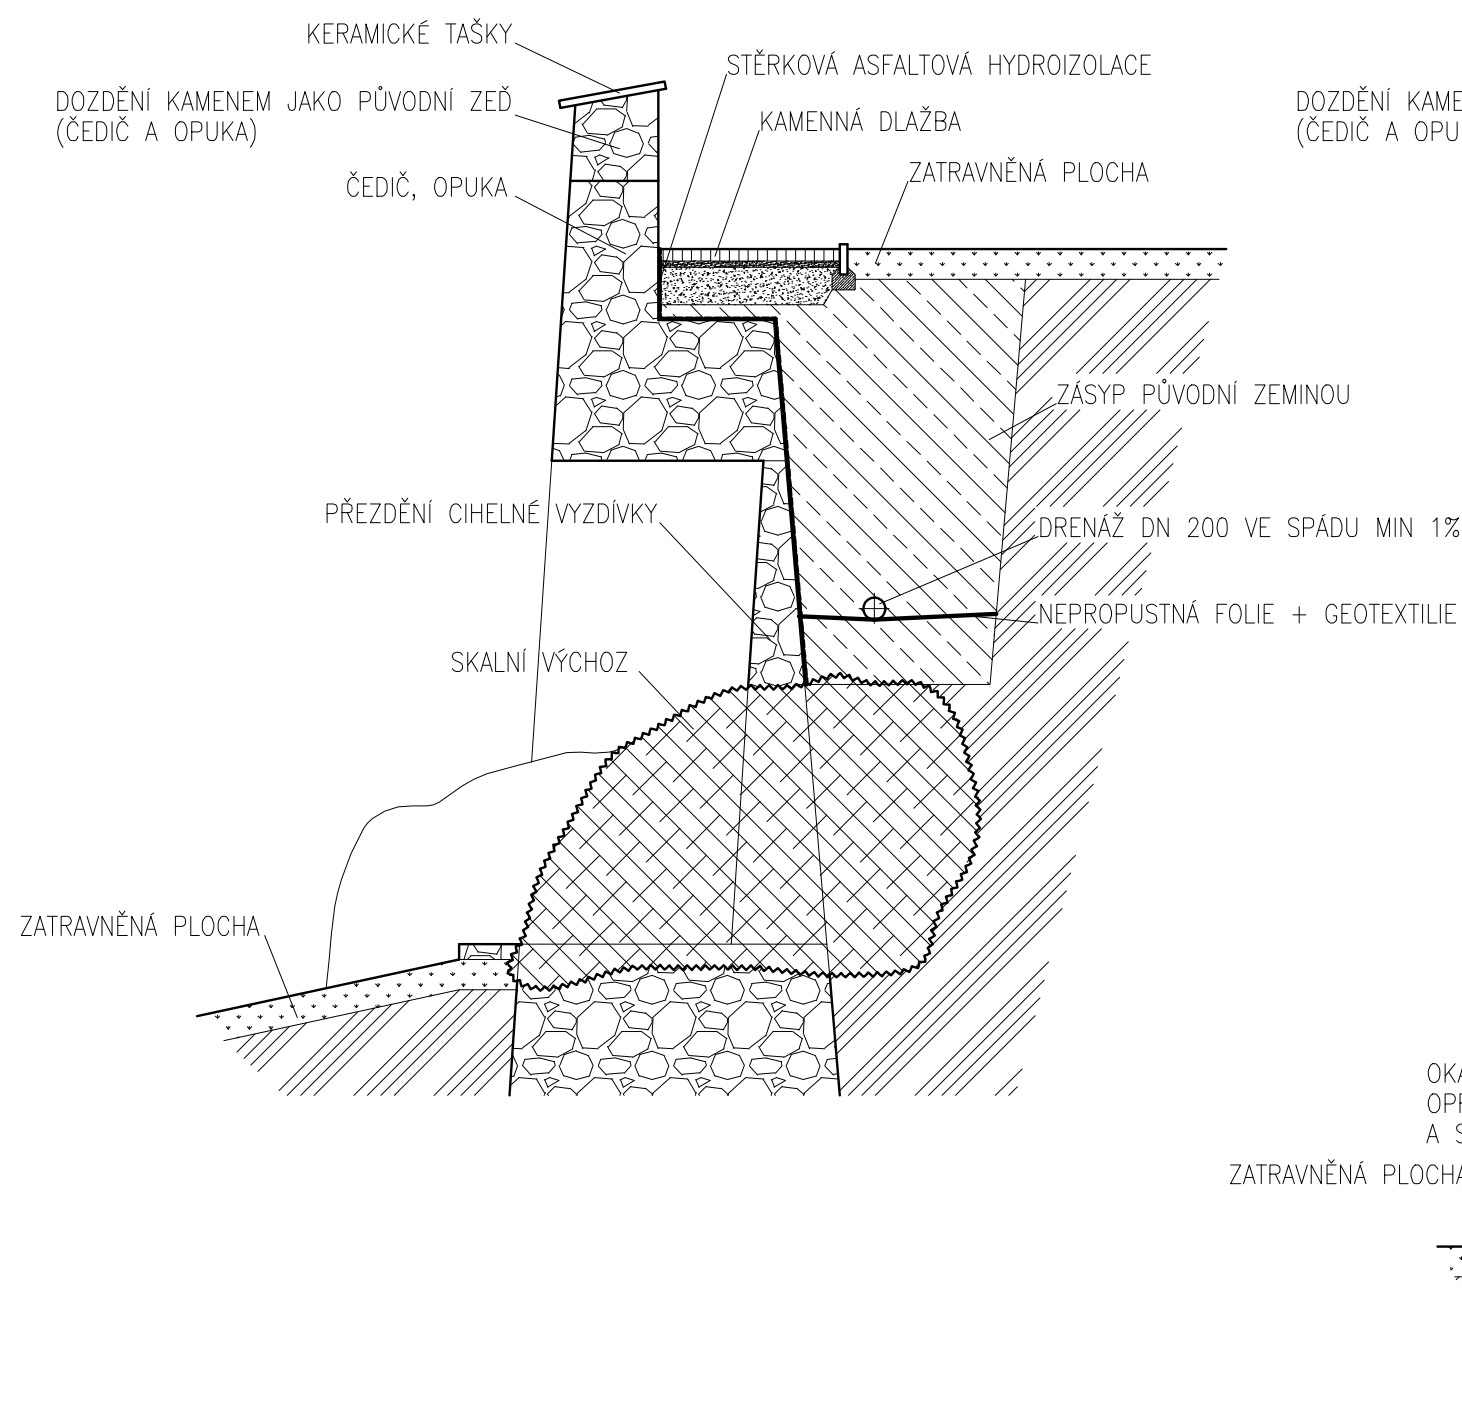 KERAMICKÉ TAŠKY
STĚRKOVÁ ASFALTOVÁ HYDROIZOLACE
DOZDĚNÍ KAMENEM JAKO PŮVODNÍ ZEĎ
(ČEDIČ A OPUKA)
KAMENNÁ DLAŽBA
ZATRAVNĚNÁ PLOCHA
ČEDIČ, OPUKA
ZÁSYP PŮVODNÍ ZEMINOU
PŘEZDĚNÍ CIHELNÉ VYZDÍVKY
DRENÁŽ DN 200 VE SPÁDU MIN 1%
NEPROPUSTNÁ FOLIE + GEOTEXTILIE
SKALNÍ VÝCHOZ
ZATRAVNĚNÁ PLOCHA
DOZDĚNÍ
(ČEDIČ A
A
ZATRAVNĚNÁ PLOCHA